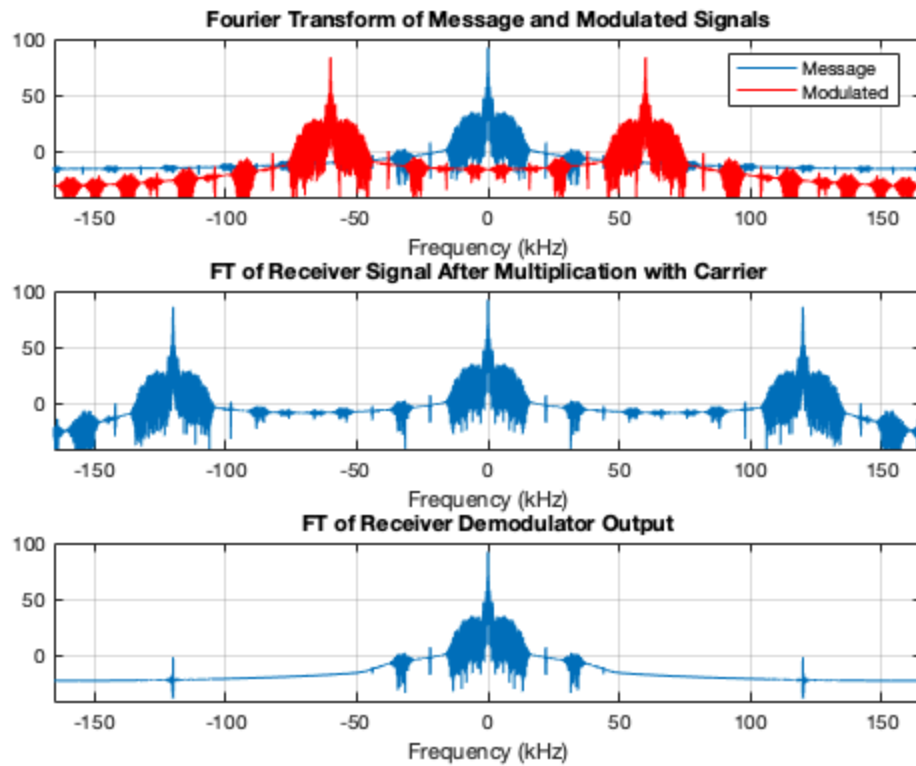 Fourier Transform of Message and Modulated Signals
100
50
0
Message
Modulated
-150 -100 -50 0 50 100 150
Frequency (kHz)
FT of Receiver Signal After Multiplication with Carrier
100
50
0
-150 -100 -50 0 50 100 150
Frequency (kHz)
FT of Receiver Demodulator Output
100
50
0
-150 -100 -50 0 50 100 150
Frequency (kHz)